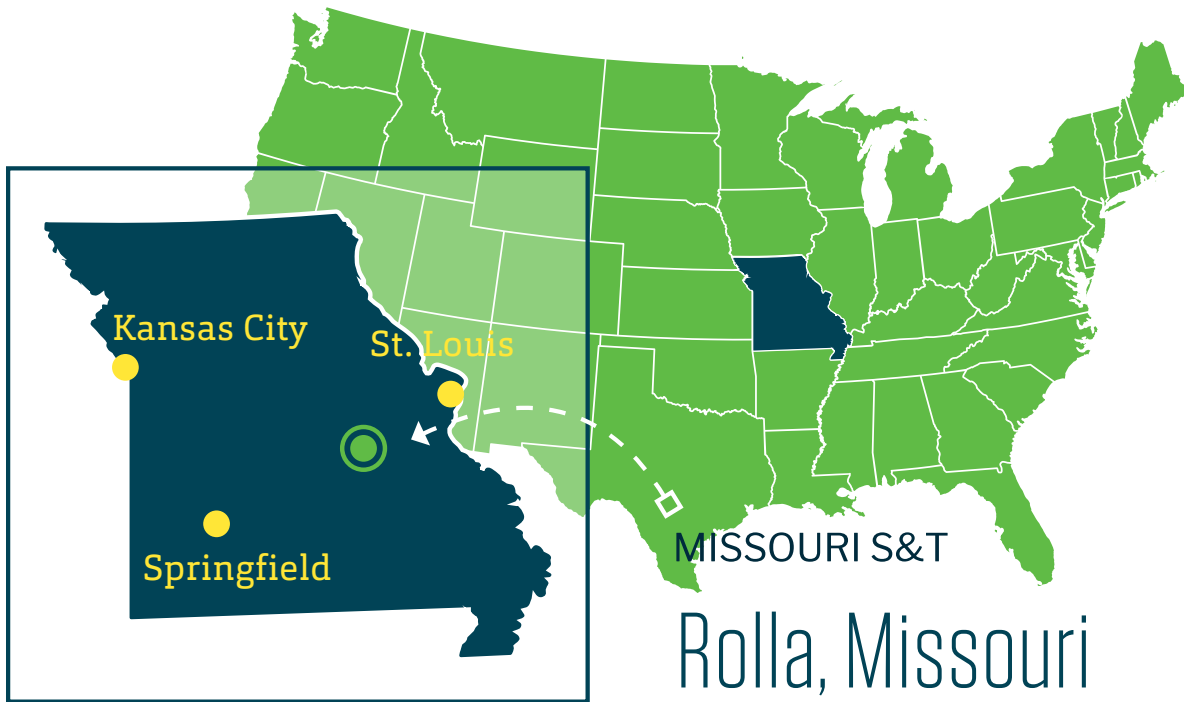 Kansas City
St. Louis
Springfield
MISSOURI S&T
Rolla, Missouri